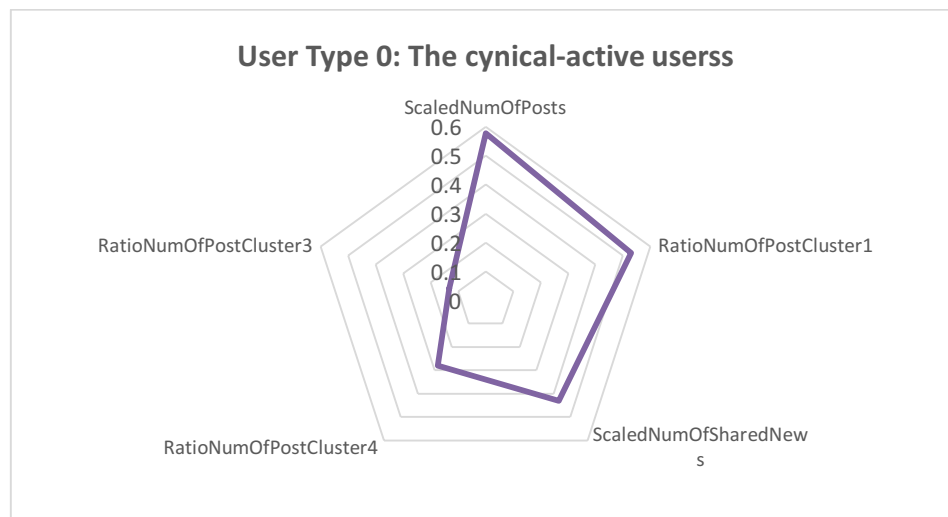 User Type 0: The cynical-active userss
ScaledNumOfPosts
0.6
0.5
0.4
0.3
0.2
0.1
0
RatioNumOfPostCluster3
RatioNumOfPostCluster1
RatioNumOfPostCluster4
ScaledNumOfSharedNew
s